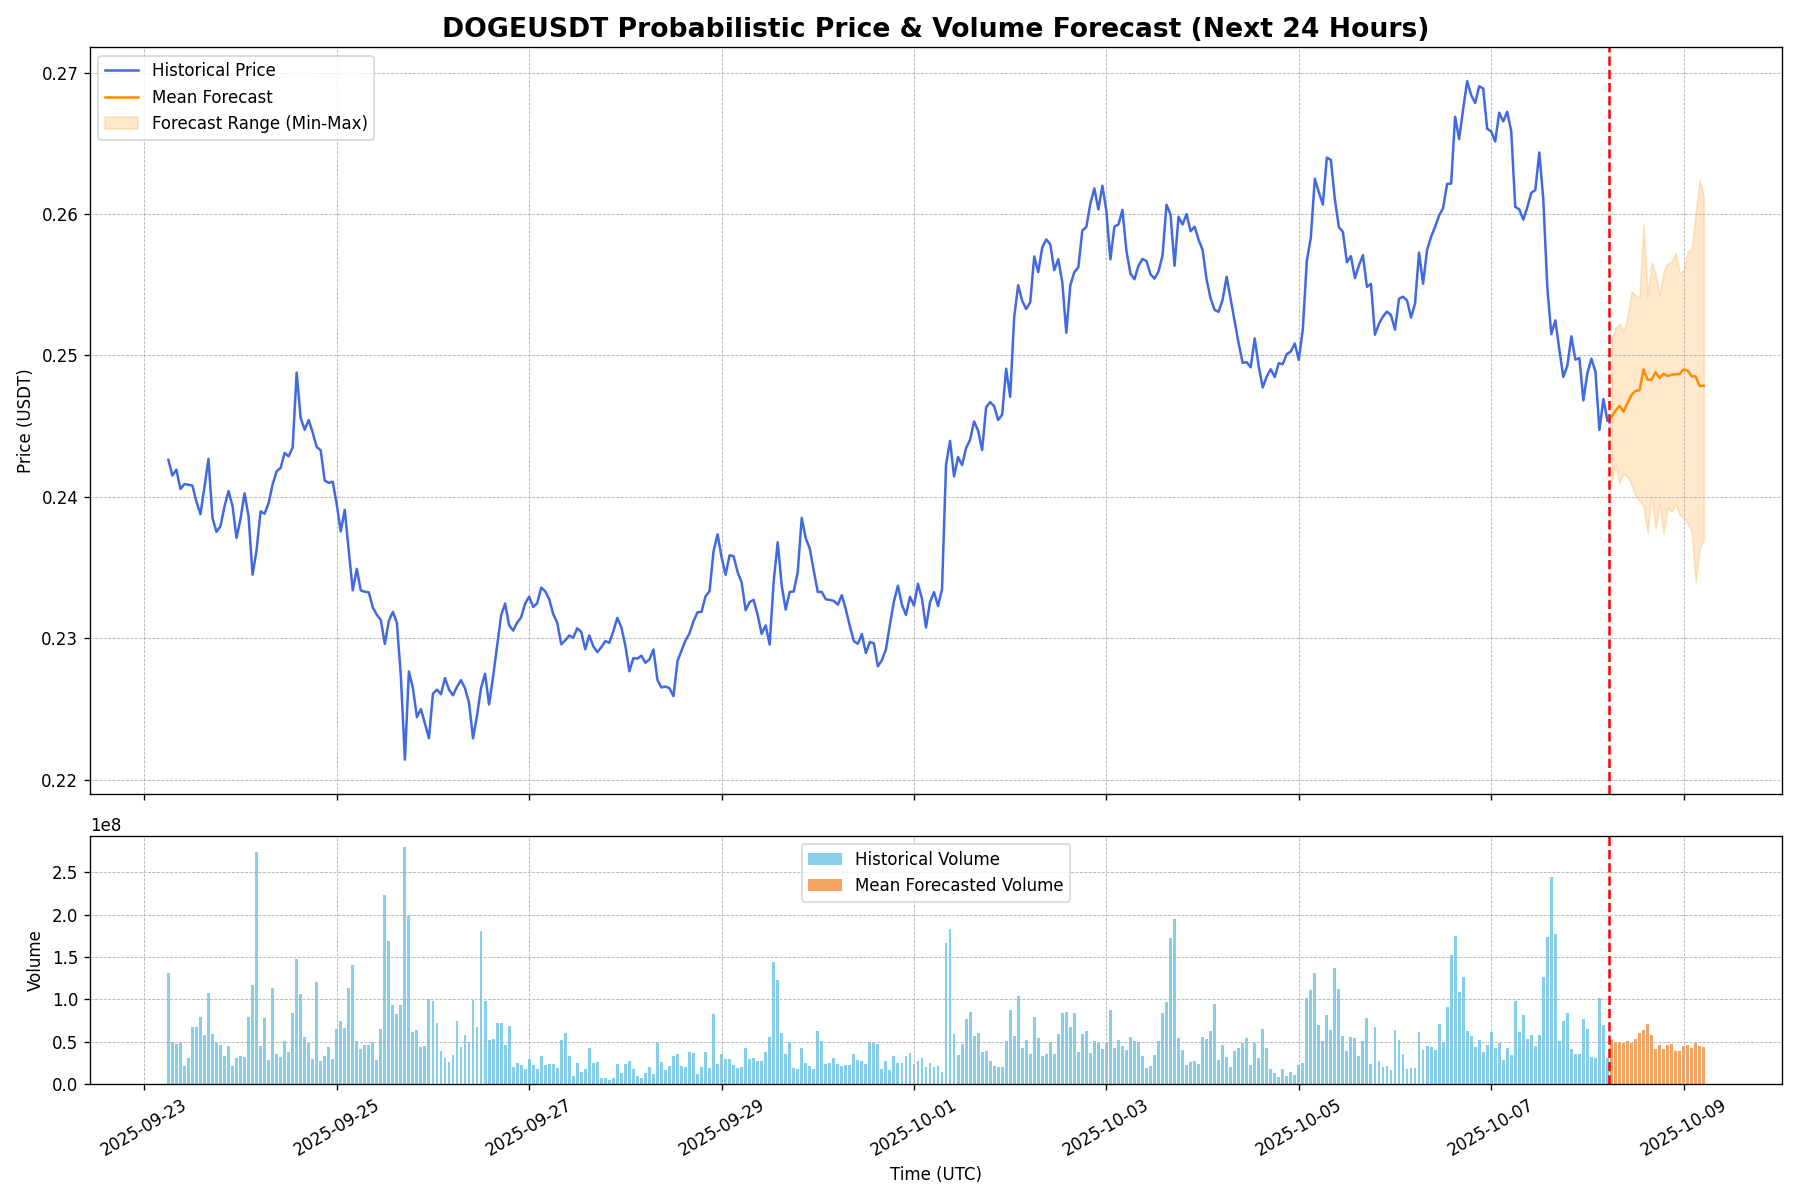 DOGEUSDT Probabilistic Price & Volume Forecast (Next 24 Hours)
Historical Price
Mean Forecast
Forecast Range (Min-Max)
Price (USDT)
0.27
0.26
0.25
0.24
0.23
0.22
1e8
Historical Volume
Mean Forecasted Volume
Volume
2.5
2.0
1.5
1.0
0.5
0.0
2025-09-23
2025-09-25
2025-09-27
2025-09-29
2025-10-01
2025-10-03
2025-10-05
2025-10-07
2025-10-09
Time (UTC)